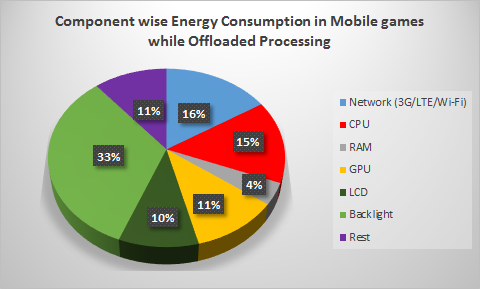 Component wise Energy Consumption in Mobile games
while Offloaded Processing
16%
15%
4%
11%
10%
33%
11%
Network (3G/LTE/Wi-Fi)
CPU
RAM
GPU
LCD
Backlight
Rest